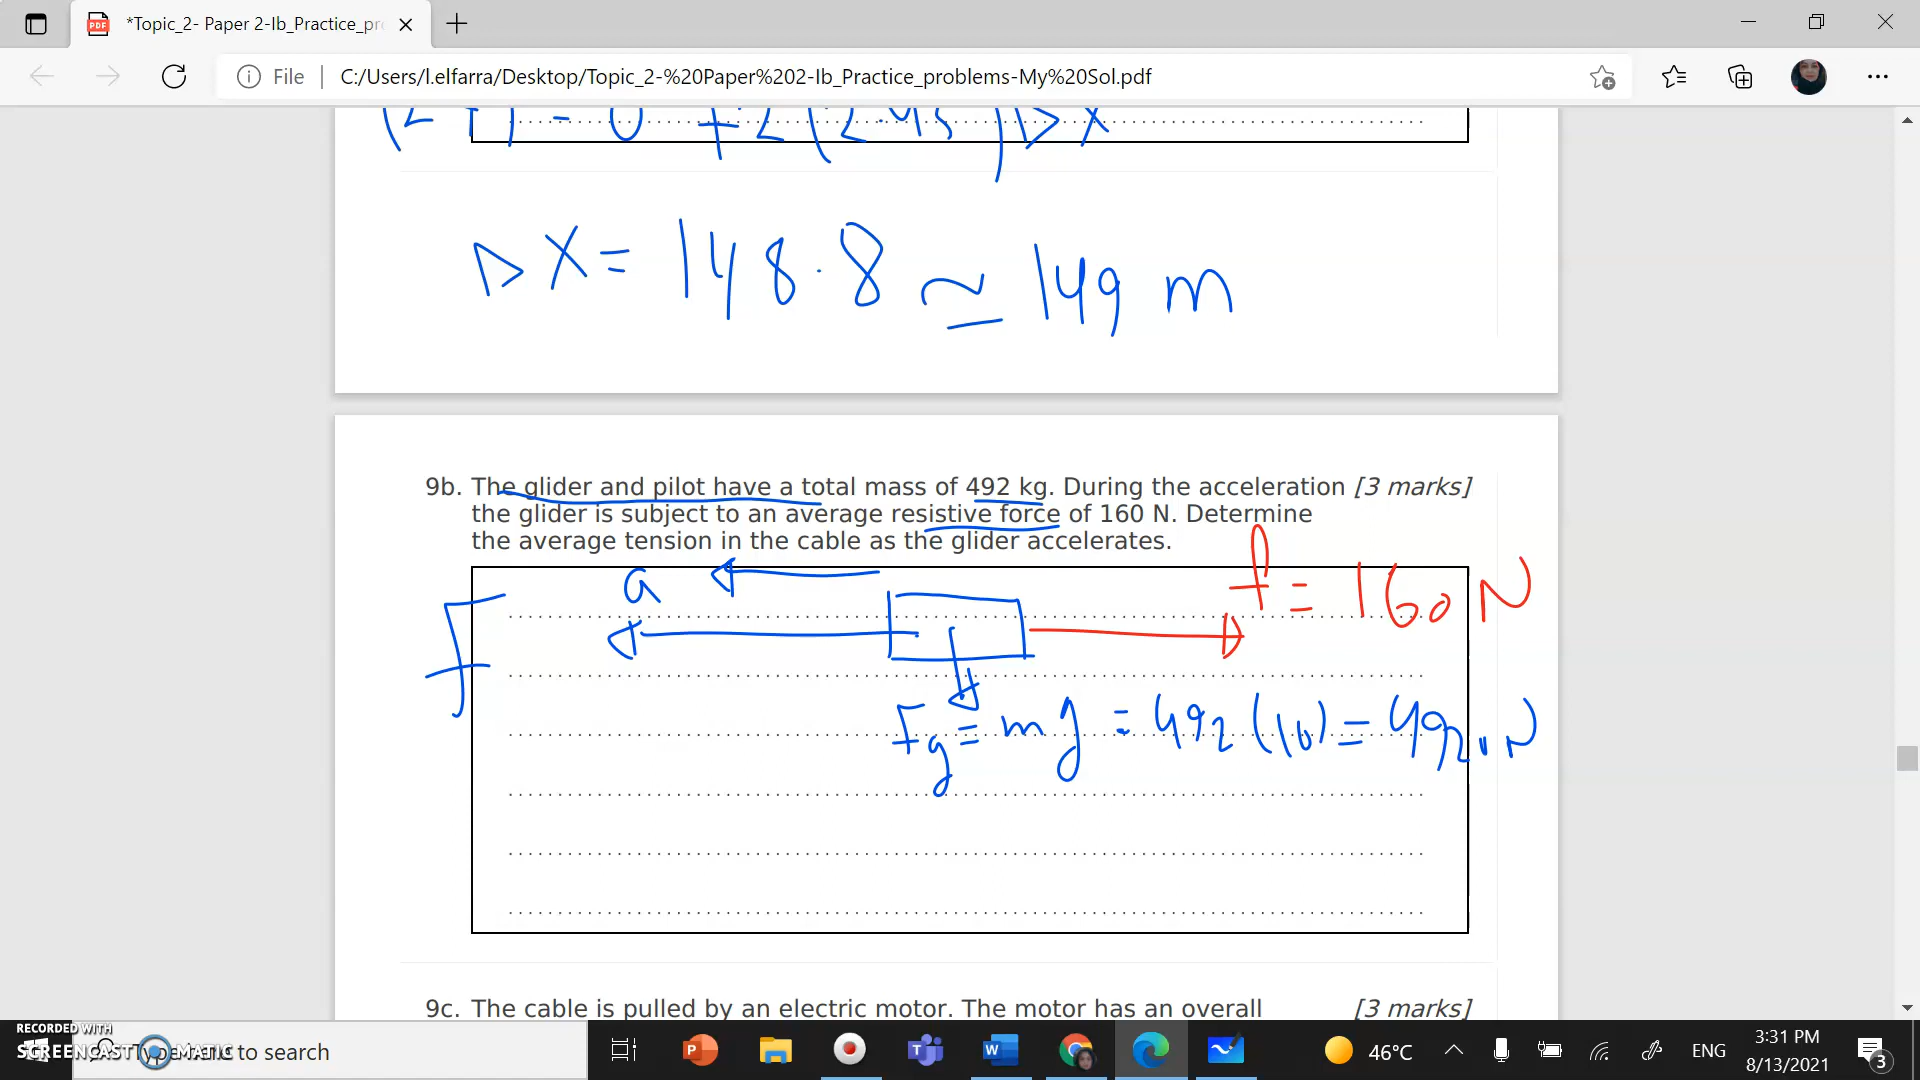 *Topic_2- Paper 2-Ib_Practice_pr
File
C:/Users/l.elfarra/Desktop/Topic_2-%20Paper%202-Ib_Practice_problems-My%20Sol.pdf
Δx = 148.8 ≃ 149 m
9b. The glider and pilot have a total mass of 492 kg. During the acceleration [3 marks]
the glider is subject to an average resistive force of 160 N. Determine
the average tension in the cable as the glider accelerates.
a
f = 160 N
F
Fg = mg = 492 (10) = 4920 N
9c. The cable is pulled by an electric motor. The motor has an overall [3 marks]
RECORDED WITH
SCREENCAST MATIC
to search
46°C
ENG
3:31 PM
8/13/2021
3